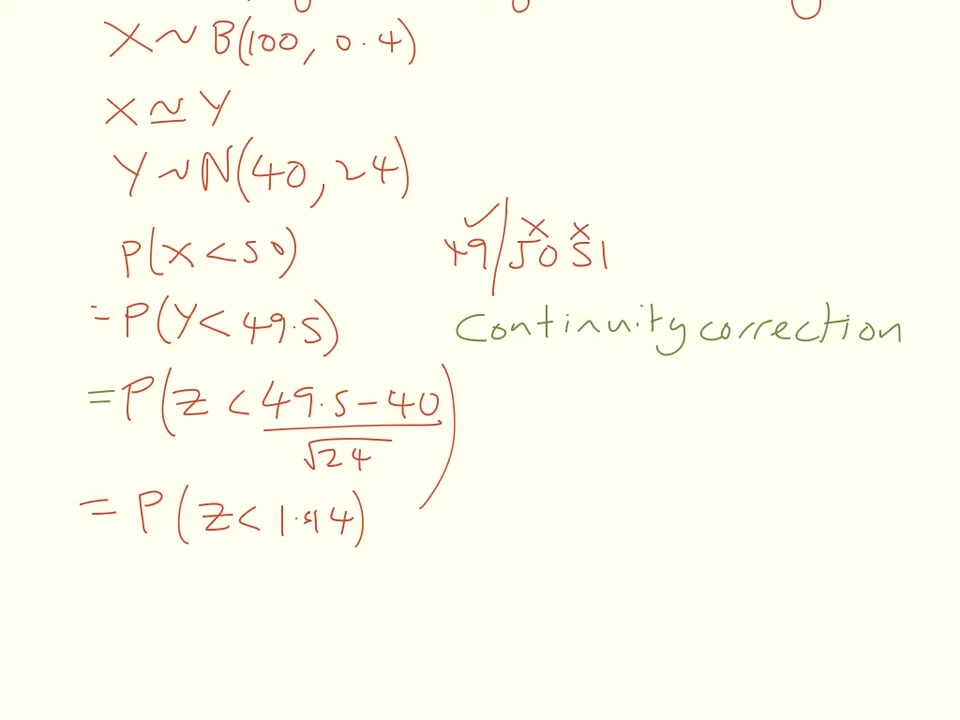 X ~ B(100, 0.4)
X ≃ Y
Y ~ N(40, 24)
P(X < 50)
49 / 50 51
= P(Y < 49.5)
Continuity correction
= P(Z < 49.5 - 40 / √24)
= P(Z < 1.94)